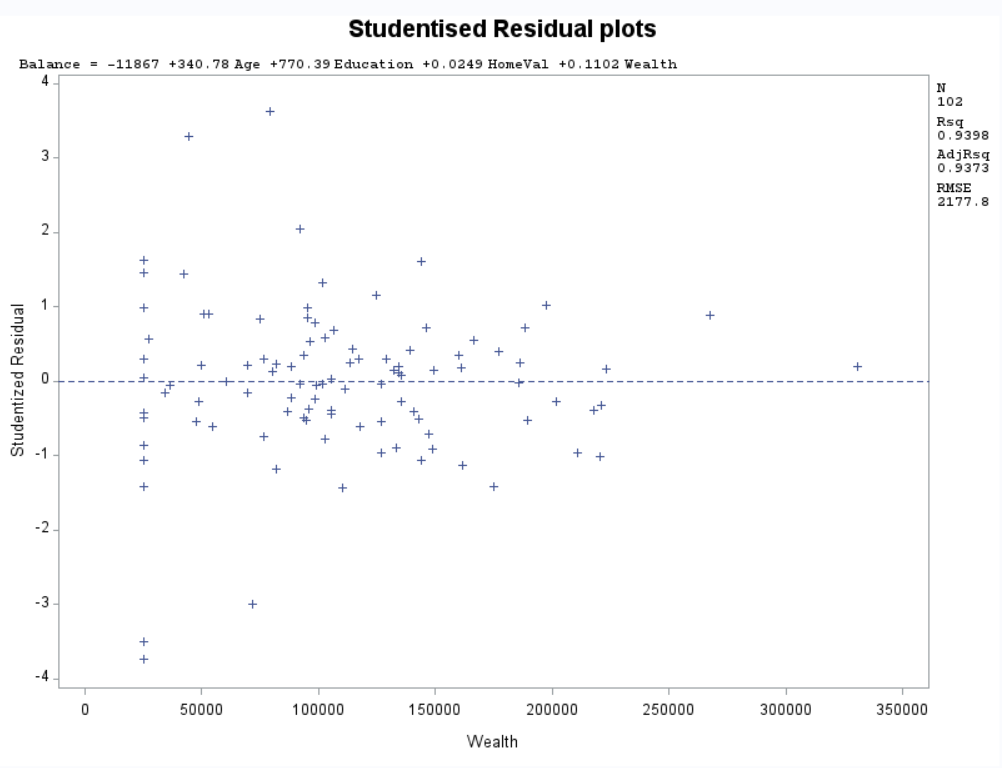 Studentised Residual plots
Balance = -11867 +340.78 Age +770.39 Education +0.0249 HomeVal +0.1102 Wealth
N
102
Rsq
0.9398
AdjRsq
0.9373
RMSE
2177.8
Studentized Residual
4
3
2
1
0
-1
-2
-3
-4
0 50000 100000 150000 200000 250000 300000 350000
Wealth